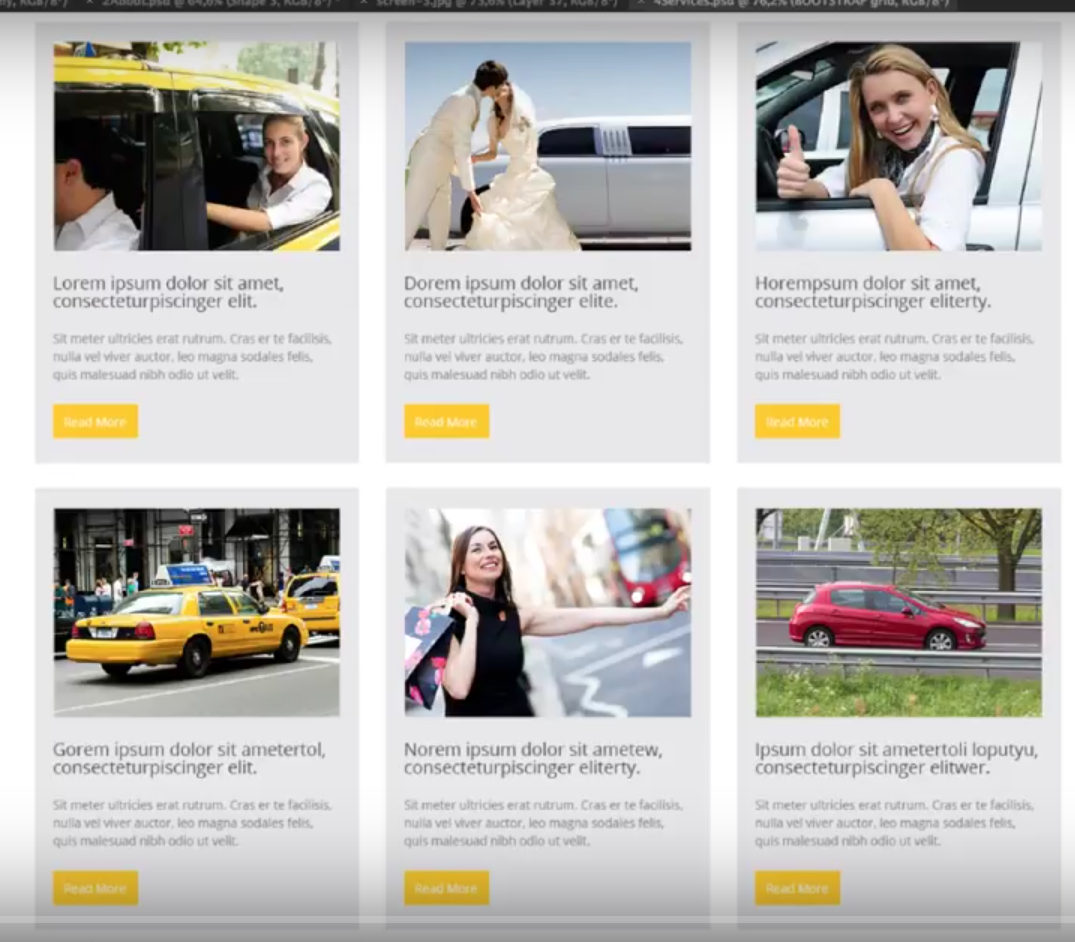 2About.psd @ 64,6% (Shape 3, RGB/8*) *
screen-3.jpg @ 73,6% (Layer 37, RGB/8*)
4Services.psd @ 76,2% (BOOTSTRAP grid, RGB/8*)
Lorem ipsum dolor sit amet,
consecteturpiscinger elit.
Sit meter ultricies erat rutrum. Cras er te facilisis,
nulla vel viver auctor, leo magna sodales felis,
quis malesuad nibh odio ut velit.
Read More
Dorem ipsum dolor sit amet,
consecteturpiscinger elite.
Sit meter ultricies erat rutrum. Cras er te facilisis,
nulla vel viver auctor, leo magna sodales felis,
quis malesuad nibh odio ut velit.
Read More
Horempsum dolor sit amet,
consecteturpiscinger eliterty.
Sit meter ultricies erat rutrum. Cras er te facilisis,
nulla vel viver auctor, leo magna sodales felis,
quis malesuad nibh odio ut velit.
Read More
Gorem ipsum dolor sit ametertol,
consecteturpiscinger elit.
Sit meter ultricies erat rutrum. Cras er te facilisis,
nulla vel viver auctor, leo magna sodales felis,
quis malesuad nibh odio ut velit.
Read More
Norem ipsum dolor sit ametew,
consecteturpiscinger eliterty.
Sit meter ultricies erat rutrum. Cras er te facilisis,
nulla vel viver auctor, leo magna sodales felis,
quis malesuad nibh odio ut velit.
Read More
Ipsum dolor sit ametertoli loputyu,
consecteturpiscinger elitwer.
Sit meter ultricies erat rutrum. Cras er te facilisis,
nulla vel viver auctor, leo magna sodales felis,
quis malesuad nibh odio ut velit.
Read More